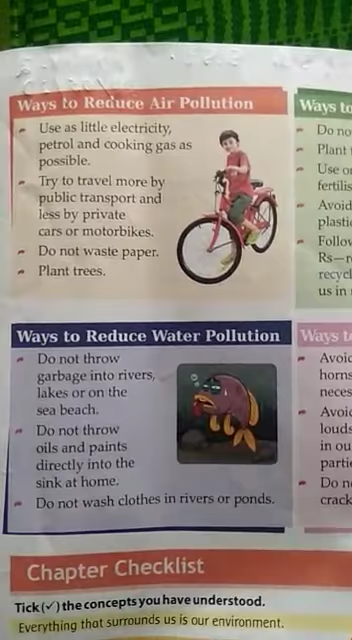 Ways to Reduce Air Pollution
Use as little electricity,
petrol and cooking gas as
possible.
Try to travel more by
public transport and
less by private
cars or motorbikes.
Do not waste paper.
Plant trees.
Ways to
Do no
Plant
Use or
fertilis
Avoid
plasti
Follow
Rs—r
recycl
us in
Ways to Reduce Water Pollution
Do not throw
garbage into rivers,
lakes or on the
sea beach.
Do not throw
oils and paints
directly into the
sink at home.
Do not wash clothes in rivers or ponds.
Ways t
Avoid
horns
neces
Avoid
louds
in ou
partie
Do n
crack
Chapter Checklist
Tick (✓) the concepts you have understood.
Everything that surrounds us is our environment.